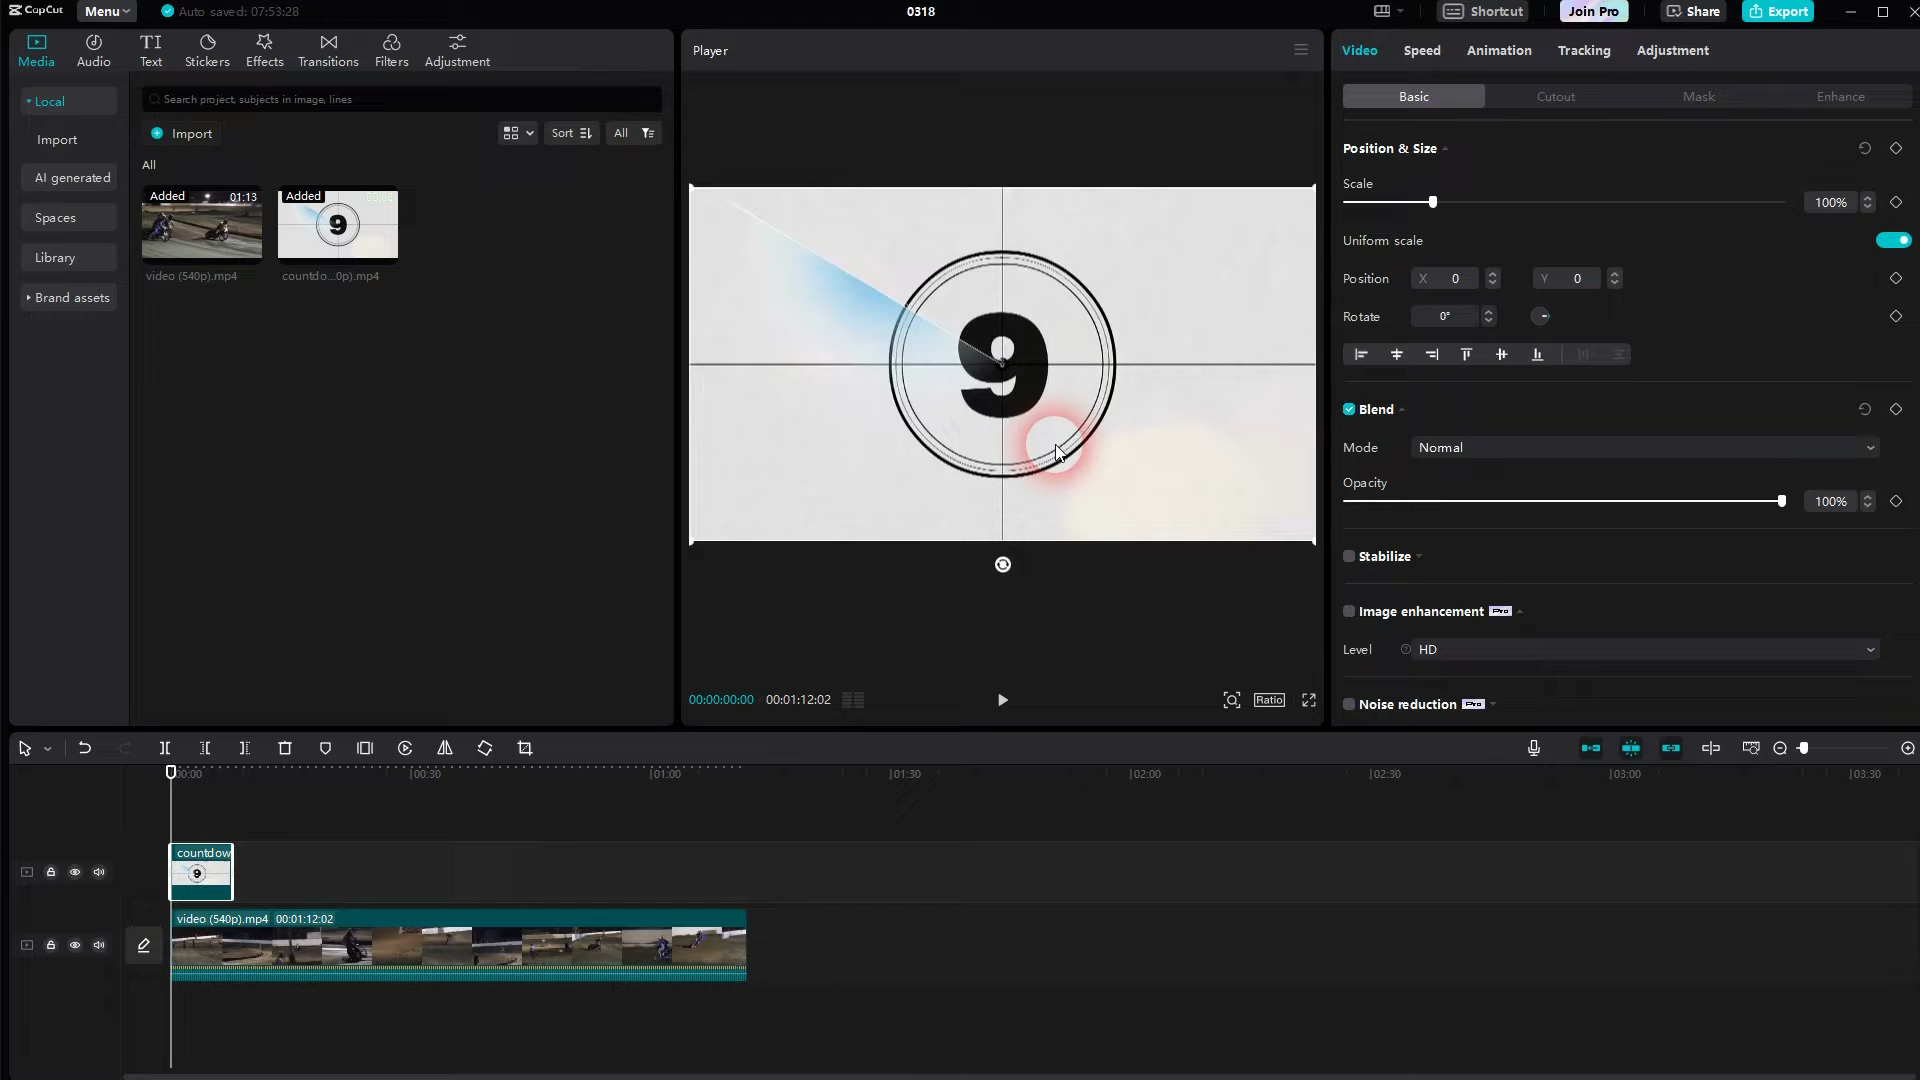 CapCut
Menu
Auto saved: 07:53:28
0318
Shortcut
Join Pro
Share
Export
Media
Audio
Text
Stickers
Effects
Transitions
Filters
Adjustment
Local
Import
AI generated
Spaces
Library
Brand assets
Search project, subjects in image, lines
Import
Sort
All
All
Added
01:13
Added
video (540p).mp4
countdo...0p).mp4
Player
9
00:00:00:00
00:01:12:02
Ratio
Video
Speed
Animation
Tracking
Adjustment
Basic
Cutout
Mask
Enhance
Position & Size
Scale
100%
Uniform scale
Position
X 0
Y 0
Rotate
0°
Blend
Mode
Normal
Opacity
100%
Stabilize
Image enhancement
Pro
Level
HD
Noise reduction
Pro
00:00
00:30
01:00
01:30
02:00
02:30
03:00
03:30
countdow
9
video (540p).mp4 00:01:12:02